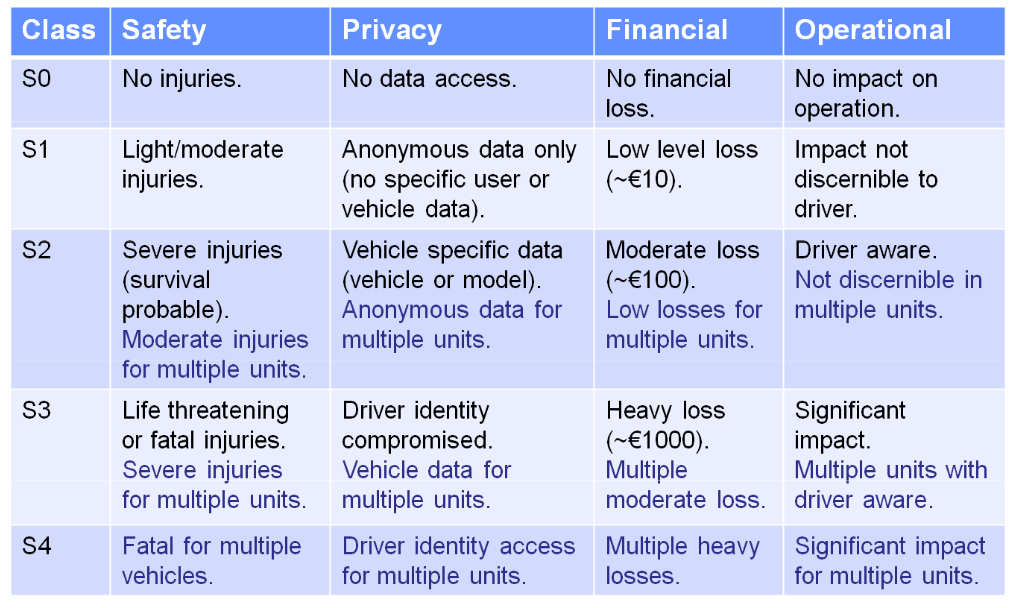 Class Safety Privacy Financial Operational
S0 No injuries. No data access. No financial No impact on
loss. operation.
S1 Light/moderate Anonymous data only Low level loss Impact not
injuries. (no specific user or (~€10). discernible to
vehicle data). driver.
S2 Severe injuries Vehicle specific data Moderate loss Driver aware.
(survival (vehicle or model). (~€100). Not discernible in
probable). Anonymous data for Low losses for multiple units.
Moderate injuries multiple units. multiple units.
for multiple units.
S3 Life threatening Driver identity Heavy loss Significant
or fatal injuries. compromised. (~€1000). impact.
Severe injuries Vehicle data for Multiple Multiple units with
for multiple units. multiple units. moderate loss. driver aware.
S4 Fatal for multiple Driver identity access Multiple heavy Significant impact
vehicles. for multiple units. losses. for multiple units.